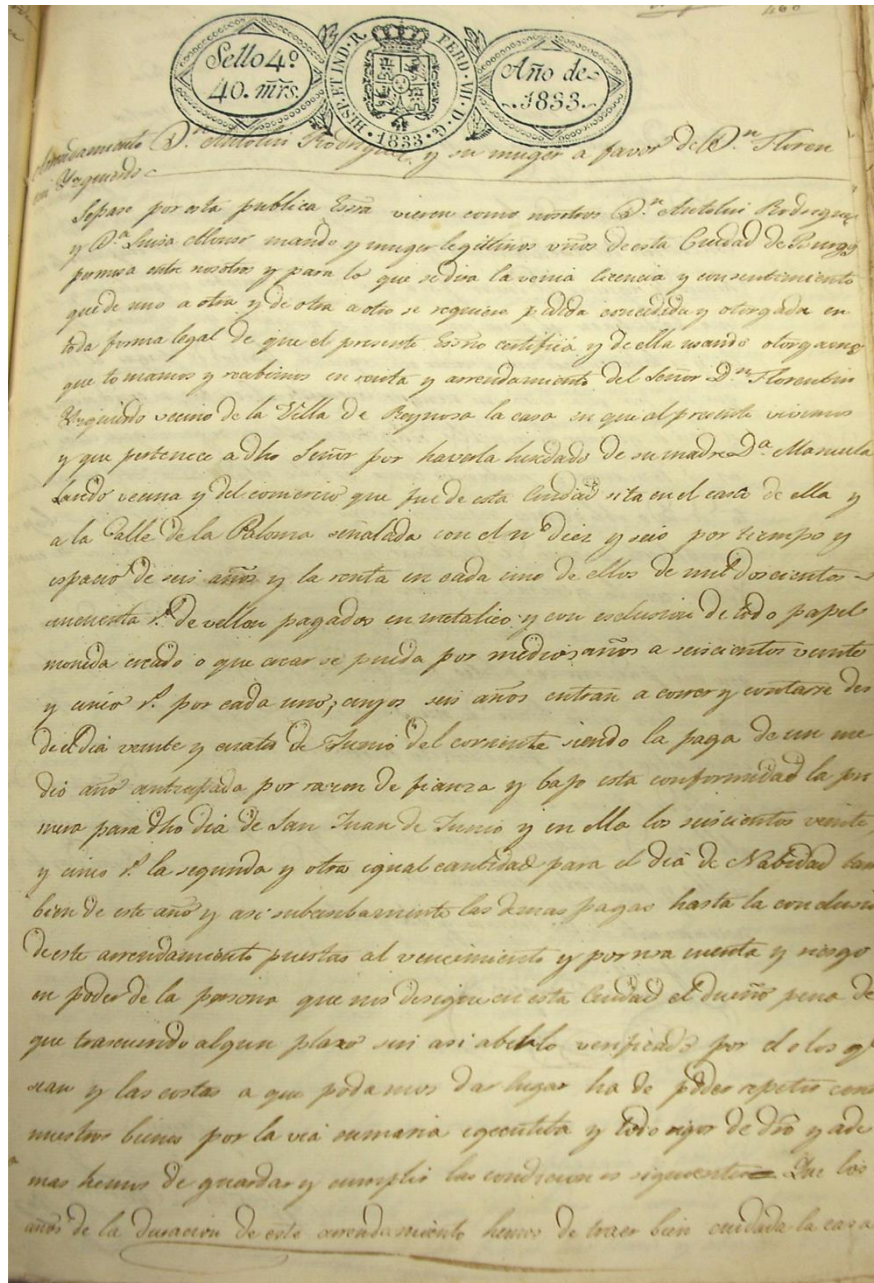 Sello 4º
40. mrs.
HISP. ET IND. R. FERD. VII. D. G.
1833
Año de
1833.
Arrendamiento D.n Antolin Rodriguez y su muger a favor de D.n Floren
Yzquierdo
Sepase por esta publica Essra vieren como nosotros D.n Antolin Rodriguez
y D.a Luisa Alonso marido y muger legitimos vnos de esta Ciudad de Burgos
premisa entre nosotros y para lo que se dira la venia licencia y consentimiento
que de uno a otra y de otra a otro se requiere pedida concedida y otorgada en
toda forma legal de que el presente Essno certifica y de ella usando otorgamos
que tomamos y recibimos en renta y arrendamiento del Señor D.n Florentin
Yzquierdo vecino de la Villa de Reynosa la casa en que al presente vivimos
y que pertenece a dho Señor por haverla heredado de su madre D.a Manuela
vecina y del comercio que fue de esta Ciudad sita en el casco de ella y
a la Calle de la Paloma señalada con el nº diez y seis por tiempo y
espacio de seis años y la renta en cada uno de ellos de mil doscientos
cincuenta r.s de vellon pagados en metalico y con esclusion de todo papel
moneda creado o que crear se pueda por medios años a seiscientos veinte
y cinco r.s por cada uno; cuyos seis años entran a correr y contarse des
de el dia veinte y cuatro de Junio del corriente siendo la paga de un me
dio año anticipada por razon de fianza y bajo esta conformidad la pri
mera para dho dia de San Juan de Junio y en ella los seiscientos veinte
y cinco r.s la segunda y otra igual cantidad para el dia de Nabidad tam
bien de este año y asi subcesibamente las demas pagas hasta la conclusio
de este arrendamiento puestas al vencimiento y por nra cuenta y riesgo
en poder de la persona que nos designe en esta Ciudad el dueño pena de
que trascurrido algun plazo sin asi aberlo verificado por el o los q.e
sean y las costas a que podamos dar lugar ha de poder repetir cont
nuestros bienes por la via sumaria egecutiba y todo rigor de dro y ade
mas hemos de guardar y cumplir las condiciones siguientes = Que los
años de la duracion de este arrendamiento hemos de traer bien cuidada la casa